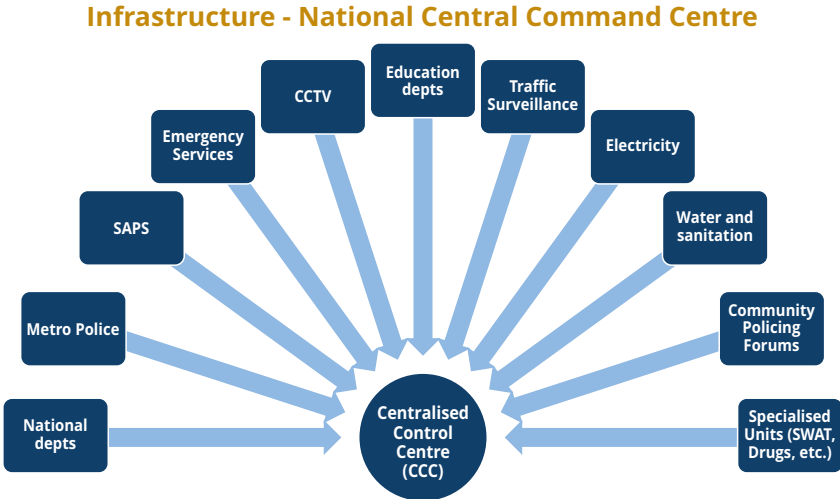 Infrastructure - National Central Command Centre
Education
depts
CCTV
Traffic
Surveillance
Emergency
Services
Electricity
SAPS
Water and
sanitation
Metro Police
Community
Policing
Forums
National
depts
Centralised
Control
Centre
(CCC)
Specialised
Units (SWAT,
Drugs, etc.)